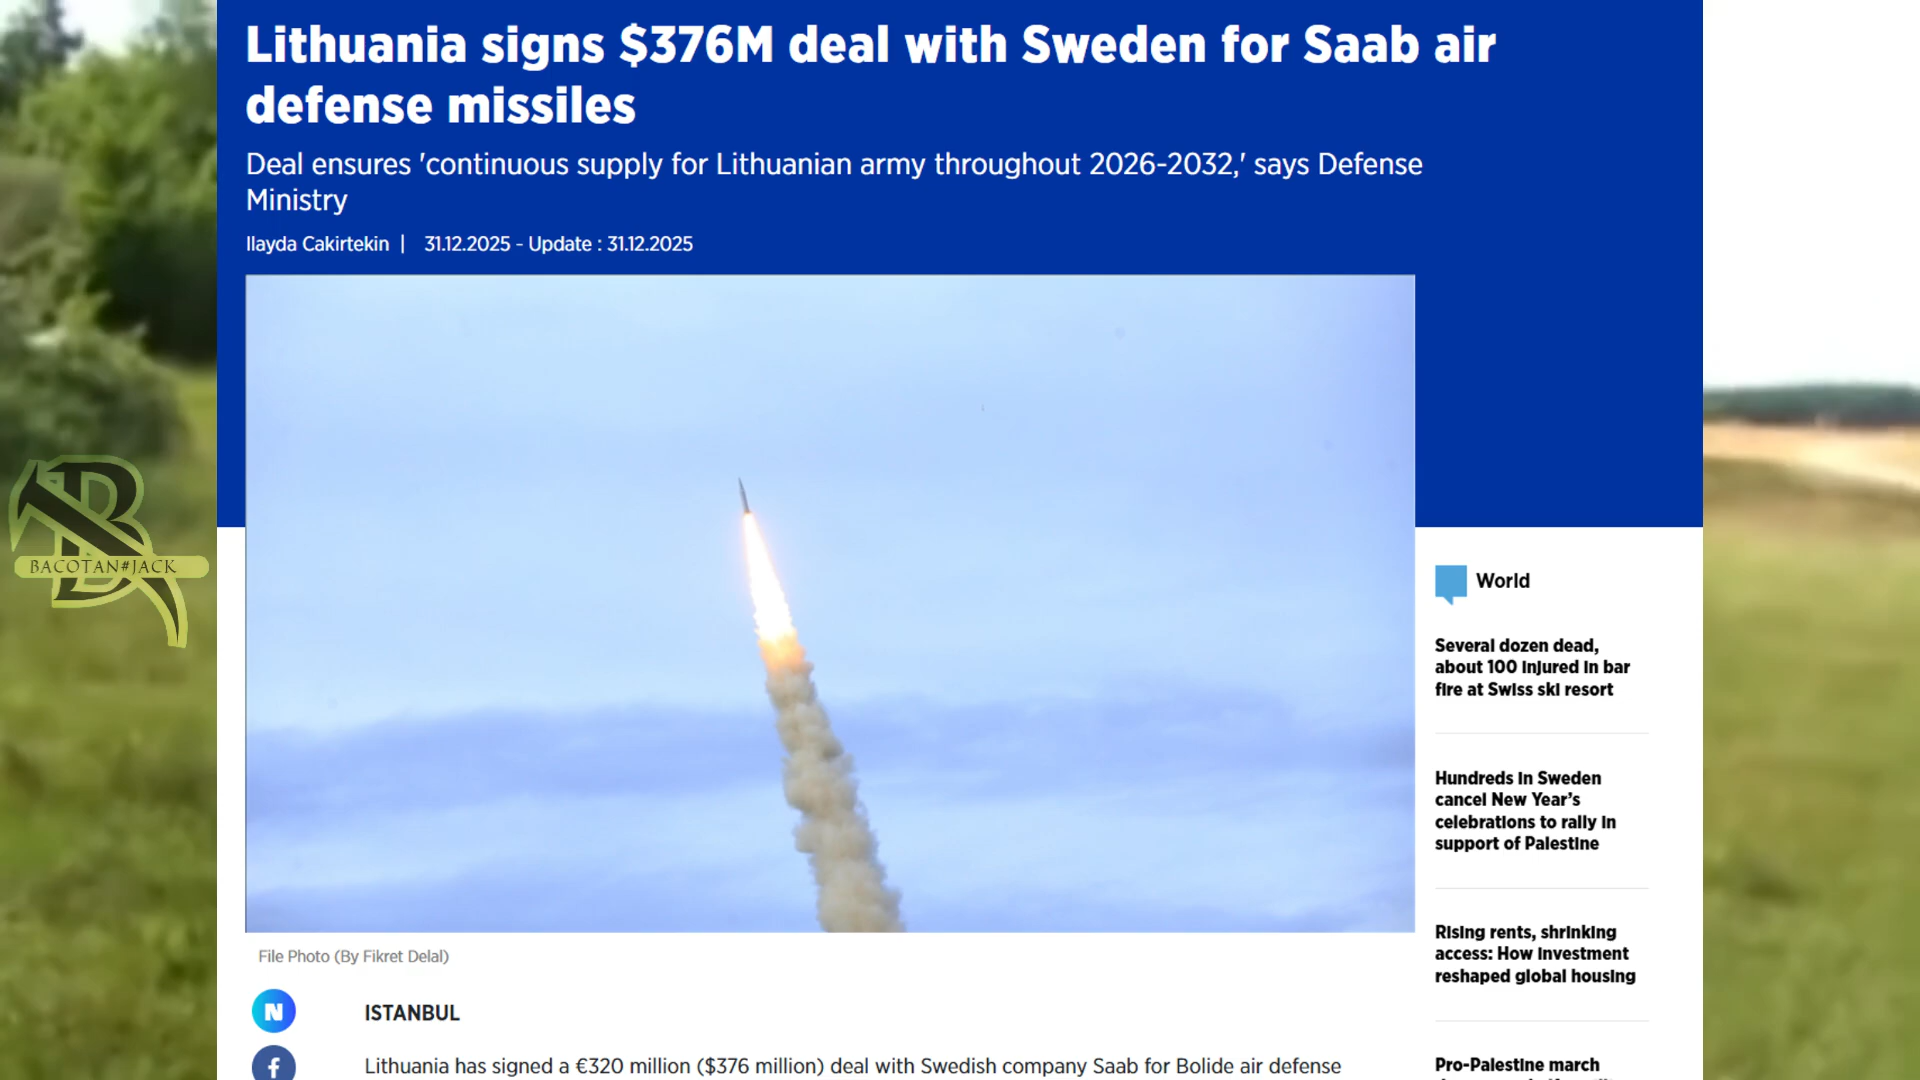 Lithuania signs $376M deal with Sweden for Saab air
defense missiles
Deal ensures 'continuous supply for Lithuanian army throughout 2026-2032,' says Defense
Ministry
Ilayda Cakirtekin | 31.12.2025 - Update : 31.12.2025
BACOTAN#JACK
World
Several dozen dead,
about 100 injured in bar
fire at Swiss ski resort
Hundreds in Sweden
cancel New Year’s
celebrations to rally in
support of Palestine
Rising rents, shrinking
access: How investment
reshaped global housing
Pro-Palestine march
File Photo (By Fikret Delal)
ISTANBUL
Lithuania has signed a €320 million ($376 million) deal with Swedish company Saab for Bolide air defense